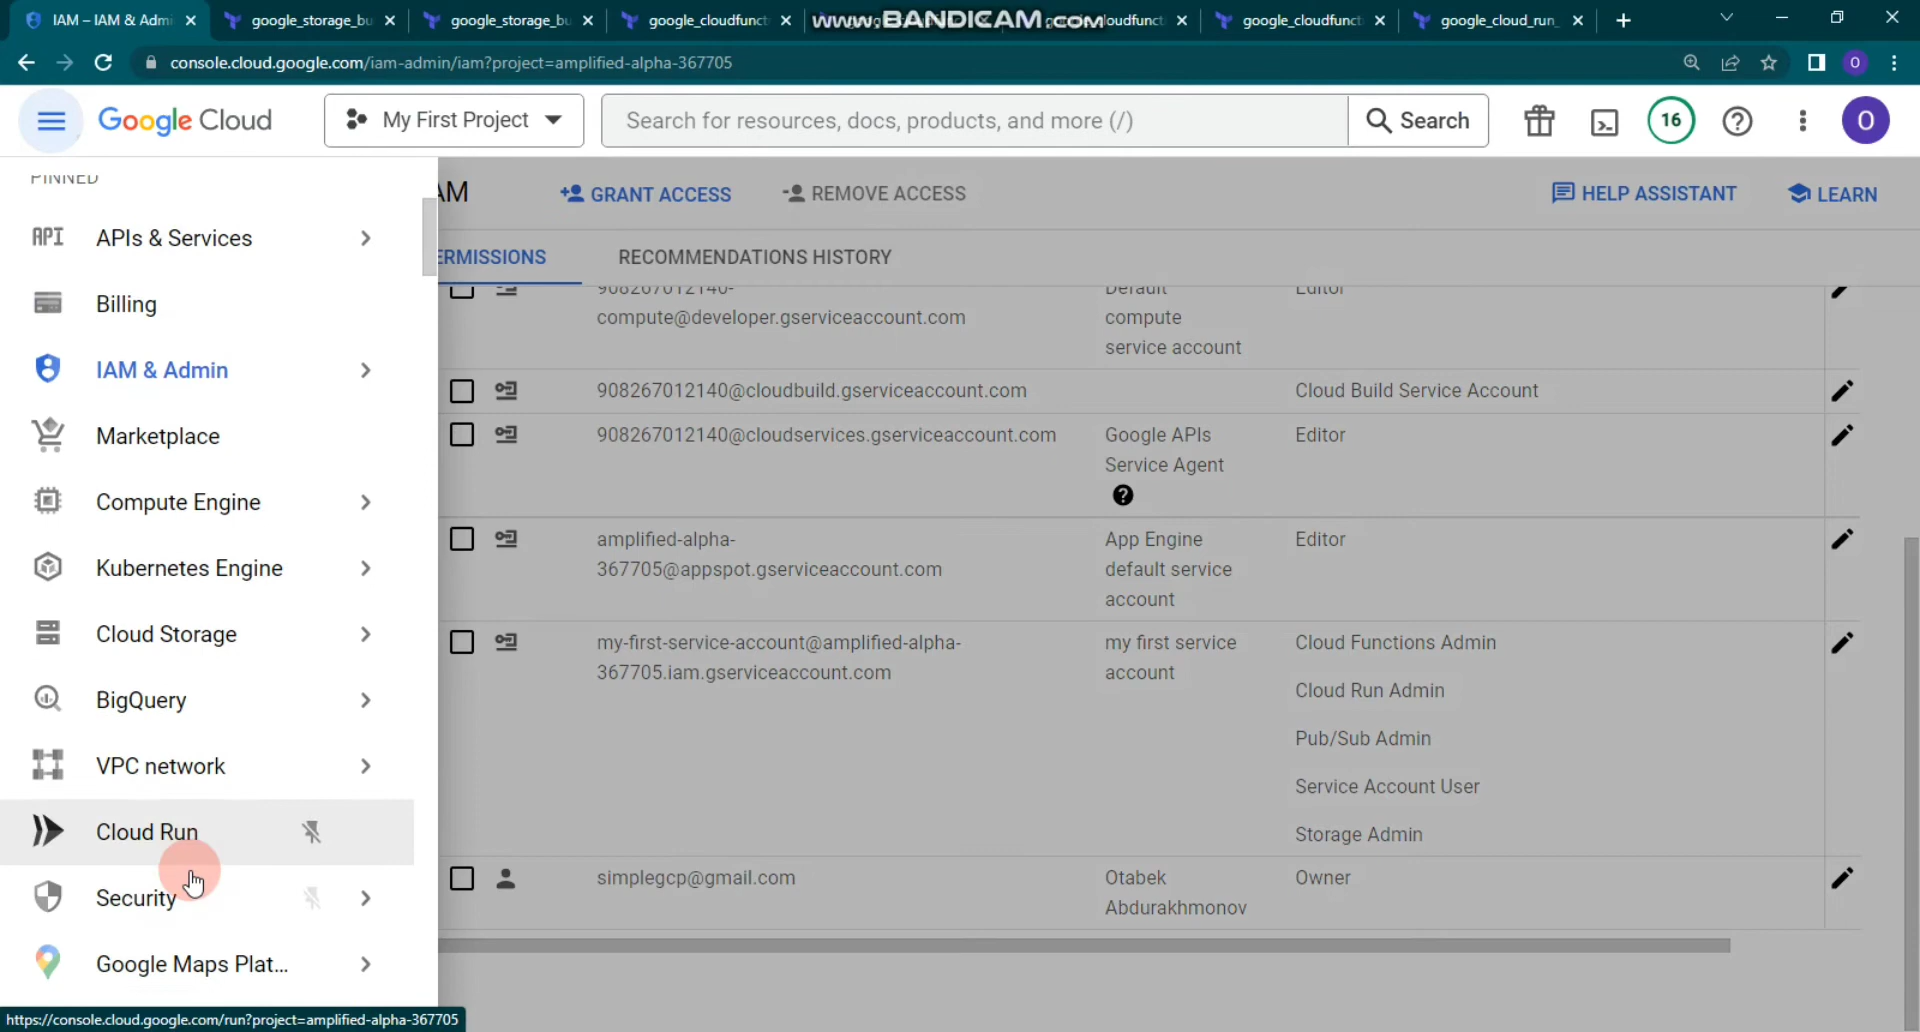 IAM – IAM & Admi
google_storage_bu
google_storage_bu
google_cloudfunct
www.BANDICAM.com
google_cloudfunct
google_cloud_run_
console.cloud.google.com/iam-admin/iam?project=amplified-alpha-367705
O
Google Cloud
My First Project
Search for resources, docs, products, and more (/)
Search
16
O
PINNED
APIs & Services
Billing
IAM & Admin
Marketplace
Compute Engine
Kubernetes Engine
Cloud Storage
BigQuery
VPC network
Cloud Run
Security
Google Maps Plat...
https://console.cloud.google.com/run?project=amplified-alpha-367705
AM
GRANT ACCESS
REMOVE ACCESS
HELP ASSISTANT
LEARN
ERMISSIONS
RECOMMENDATIONS HISTORY
908267012140-
compute@developer.gserviceaccount.com
Default
compute
service account
Editor
908267012140@cloudbuild.gserviceaccount.com
Cloud Build Service Account
908267012140@cloudservices.gserviceaccount.com
Google APIs
Service Agent
Editor
amplified-alpha-
367705@appspot.gserviceaccount.com
App Engine
default service
account
Editor
my-first-service-account@amplified-alpha-
367705.iam.gserviceaccount.com
my first service
account
Cloud Functions Admin
Cloud Run Admin
Pub/Sub Admin
Service Account User
Storage Admin
simplegcp@gmail.com
Otabek
Abdurakhmonov
Owner